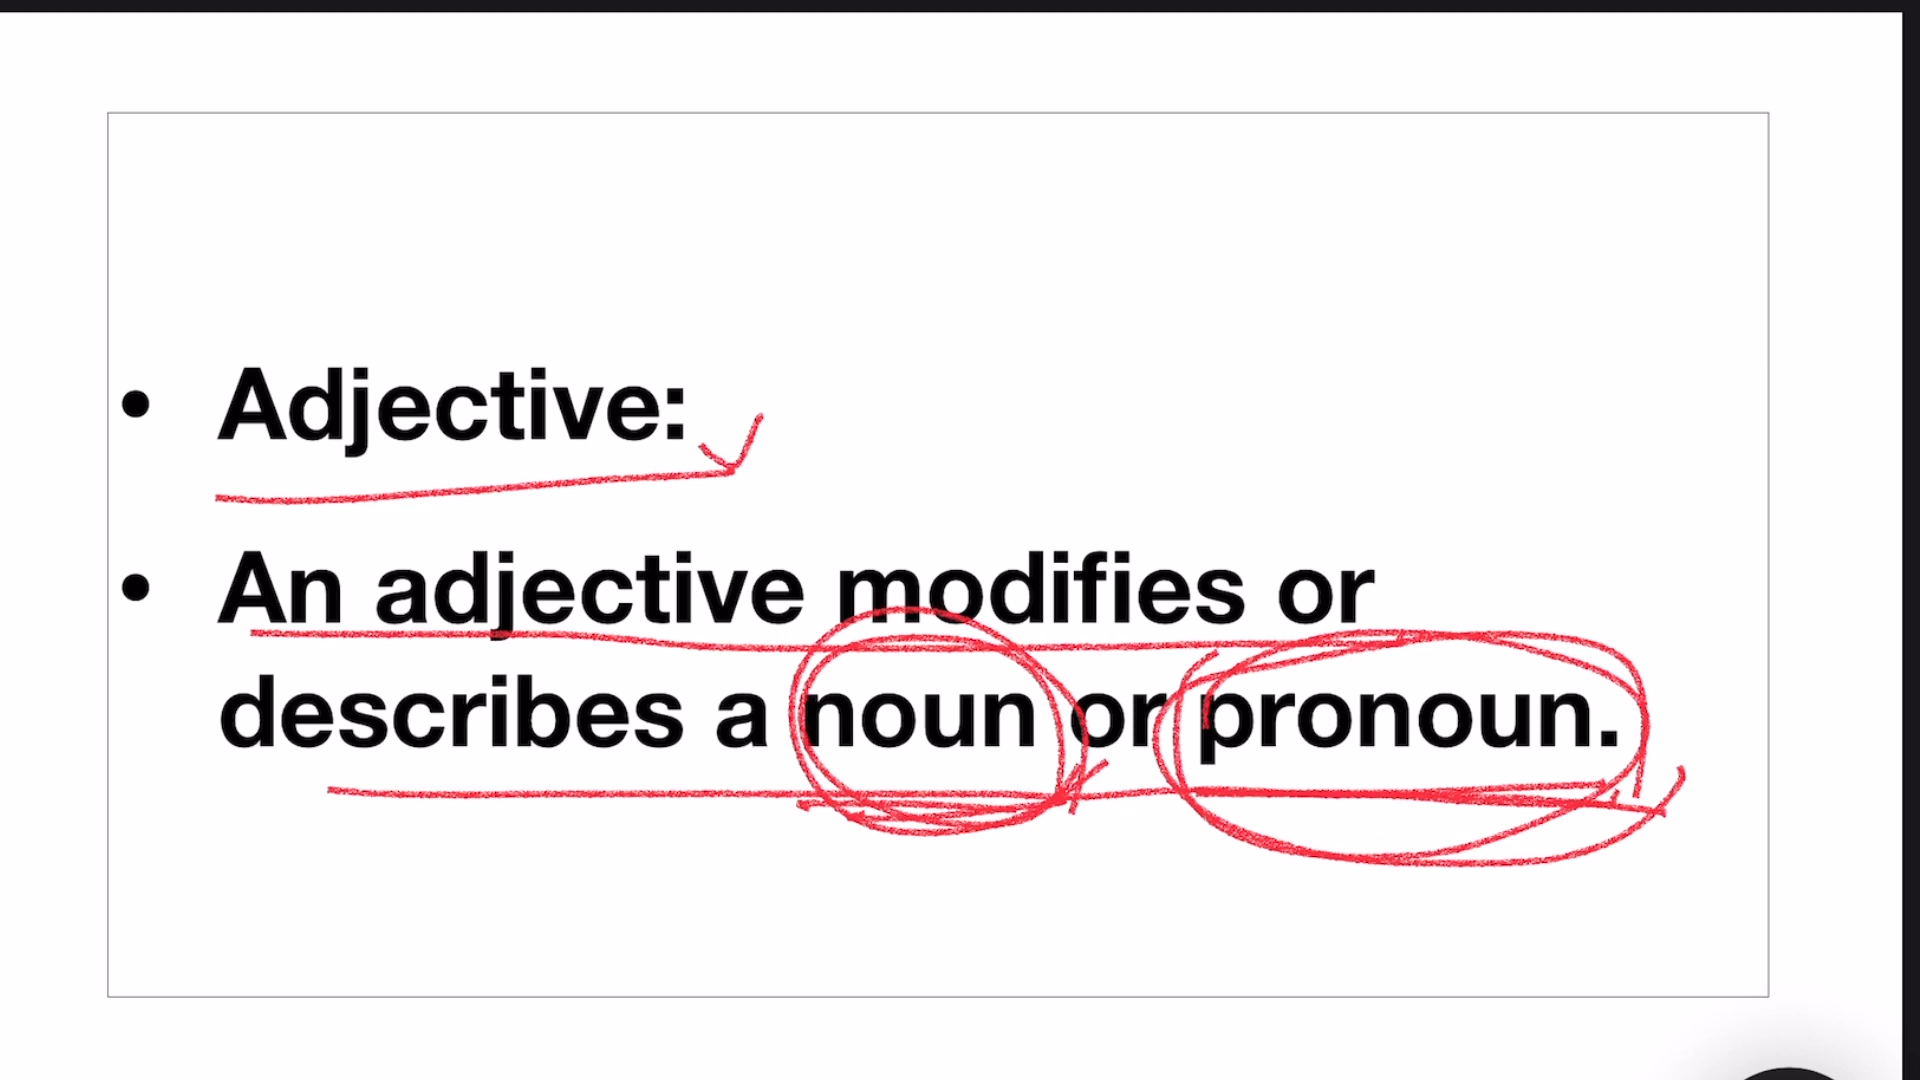 • Adjective:
• An adjective modifies or
describes a noun or pronoun.